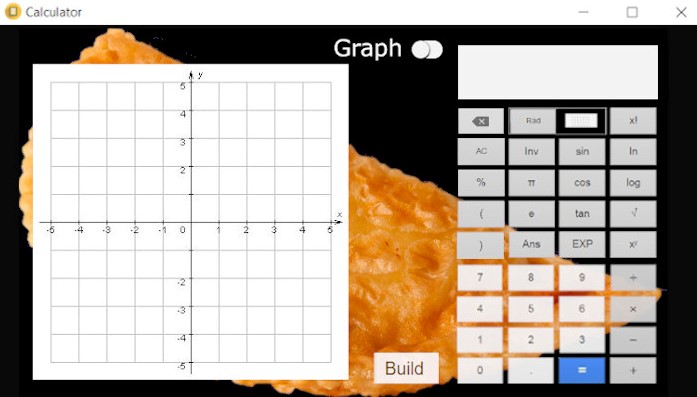 Calculator
Graph
y
5
4
3
2
x
-5 -4 -3 -2 -1 0 1 2 3 4 5
-2
-3
-4
-5
Build
Rad x!
AC Inv sin ln
% π cos log
( e tan √
) Ans EXP xʸ
7 8 9 ÷
4 5 6 ×
1 2 3 −
0 . = +